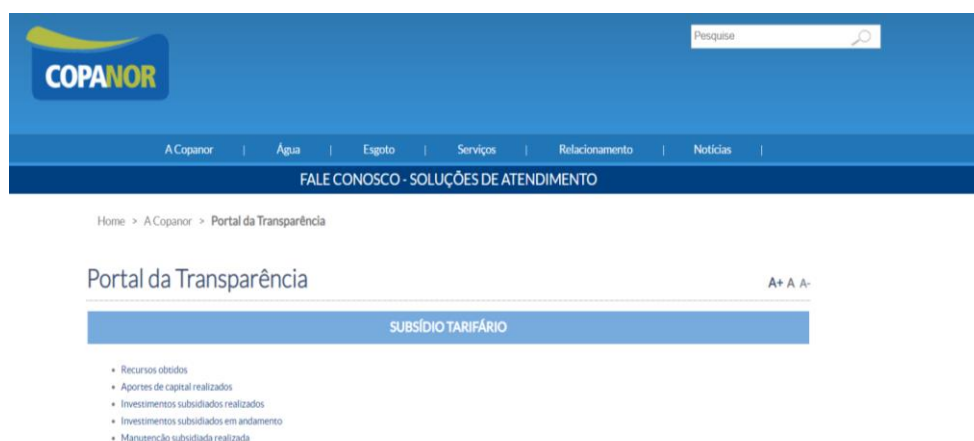 Pesquise
COPANOR
A Copanor | Água | Esgoto | Serviços | Relacionamento | Notícias |
FALE CONOSCO - SOLUÇÕES DE ATENDIMENTO
Home > A Copanor > Portal da Transparência
Portal da Transparência
A+ A A-
SUBSÍDIO TARIFÁRIO
• Recursos obtidos
• Aportes de capital realizados
• Investimentos subsidiados realizados
• Investimentos subsidiados em andamento
• Manutenção subsidiada realizada